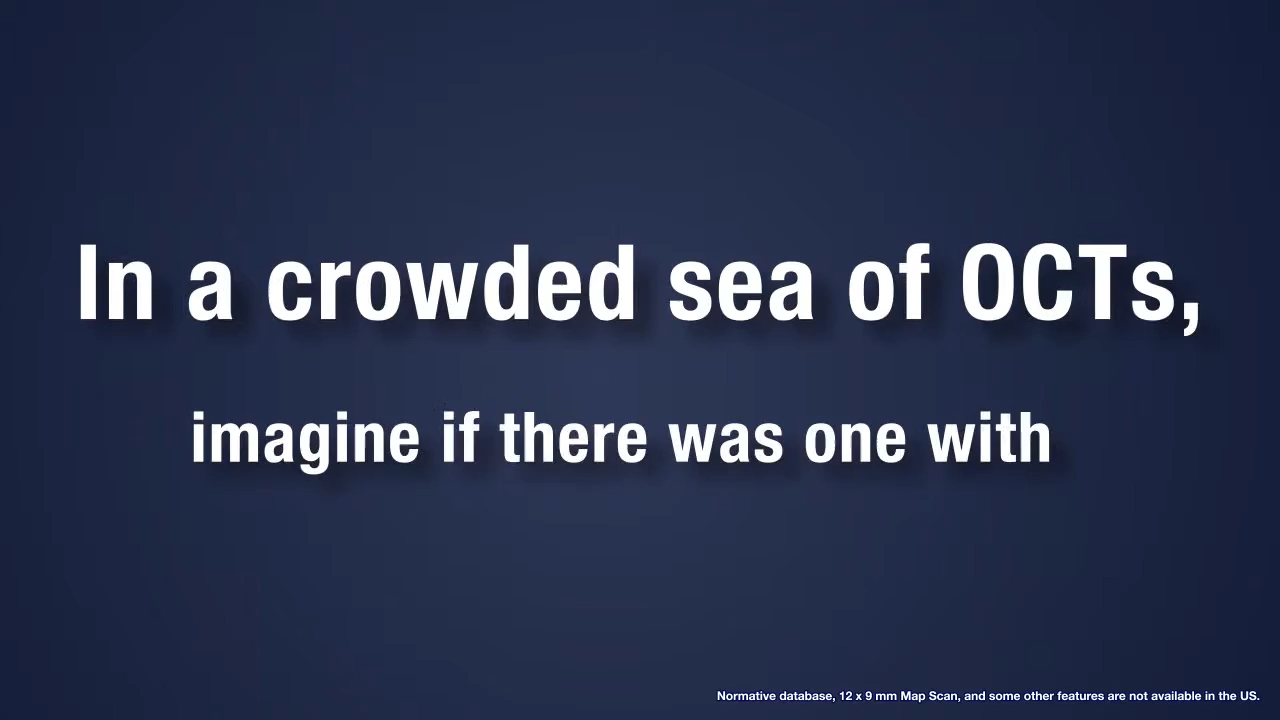 In a crowded sea of OCTs,
imagine if there was one with
Normative database, 12 x 9 mm Map Scan, and some other features are not available in the US.